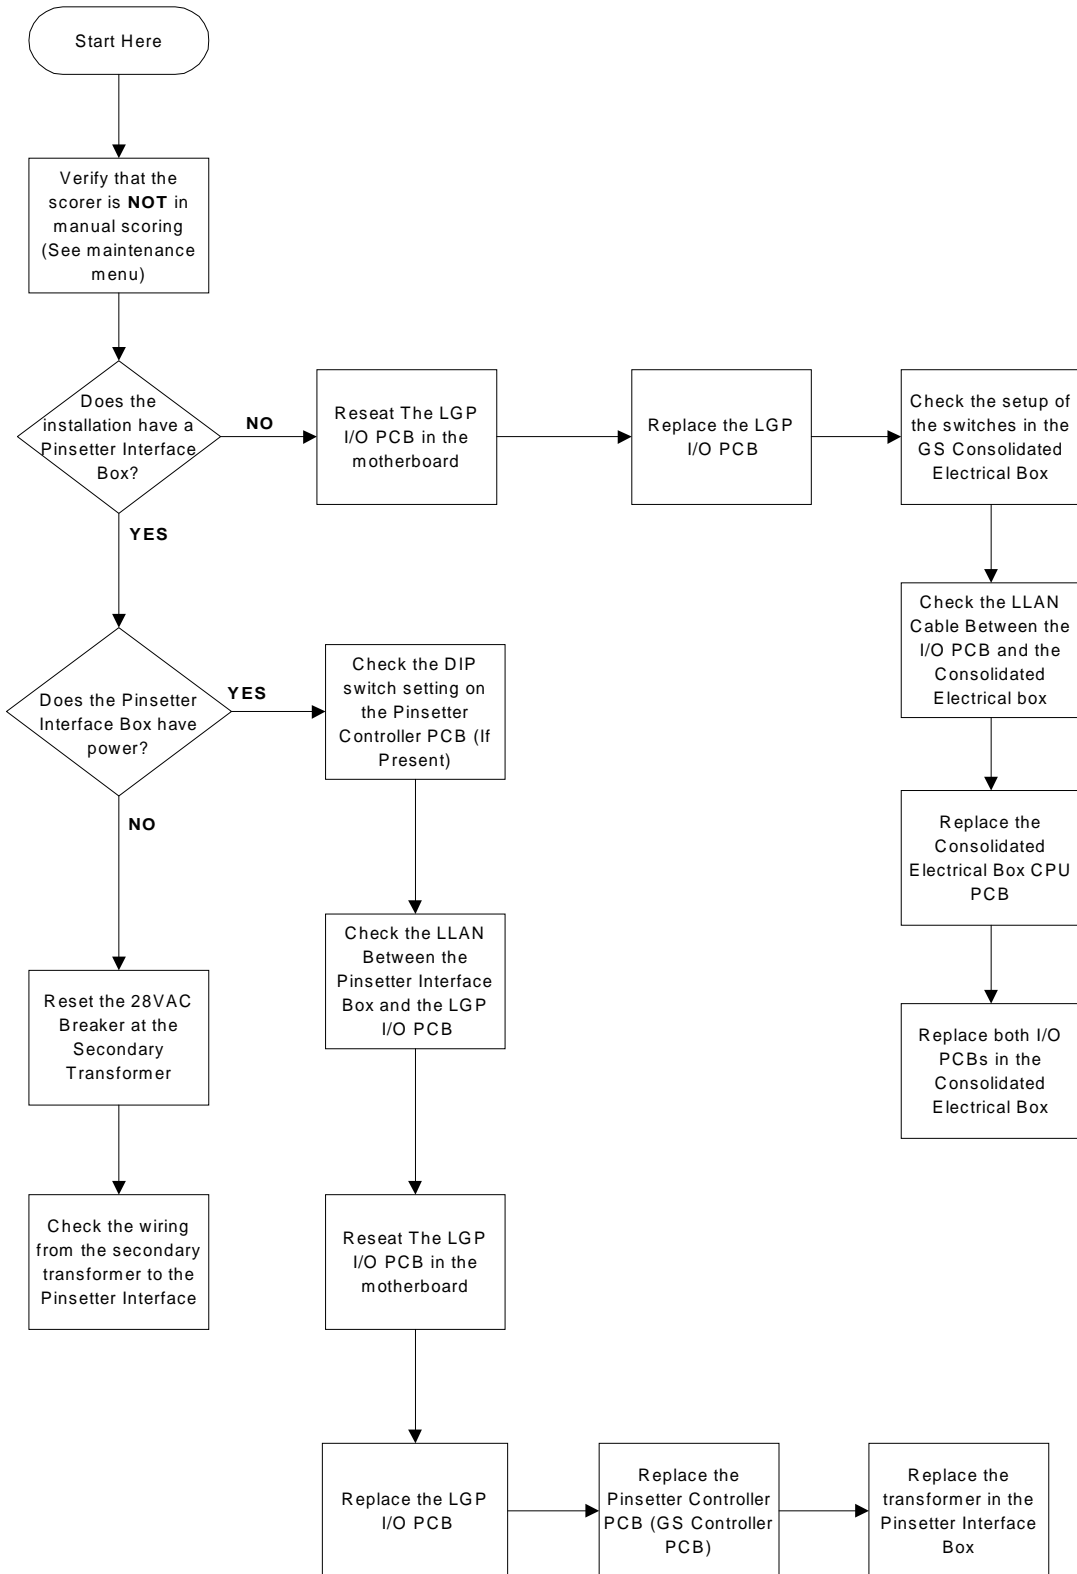 Start Here
Verify that the
scorer is NOT in
manual scoring
(See maintenance
menu)
Does the
installation have a
Pinsetter Interface
Box?
NO
Reseat The LGP
I/O PCB in the
motherboard
Replace the LGP
I/O PCB
Check the setup of
the switches in the
GS Consolidated
Electrical Box
YES
Check the LLAN
Cable Between the
I/O PCB and the
Consolidated
Electrical box
Replace the
Consolidated
Electrical Box CPU
PCB
Replace both I/O
PCBs in the
Consolidated
Electrical Box
Does the Pinsetter
Interface Box have
power?
YES
Check the DIP
switch setting on
the Pinsetter
Controller PCB (If
Present)
NO
Check the LLAN
Between the
Pinsetter Interface
Box and the LGP
I/O PCB
Reset the 28VAC
Breaker at the
Secondary
Transformer
Check the wiring
from the secondary
transformer to the
Pinsetter Interface
Reseat The LGP
I/O PCB in the
motherboard
Replace the LGP
I/O PCB
Replace the
Pinsetter Controller
PCB (GS Controller
PCB)
Replace the
transformer in the
Pinsetter Interface
Box